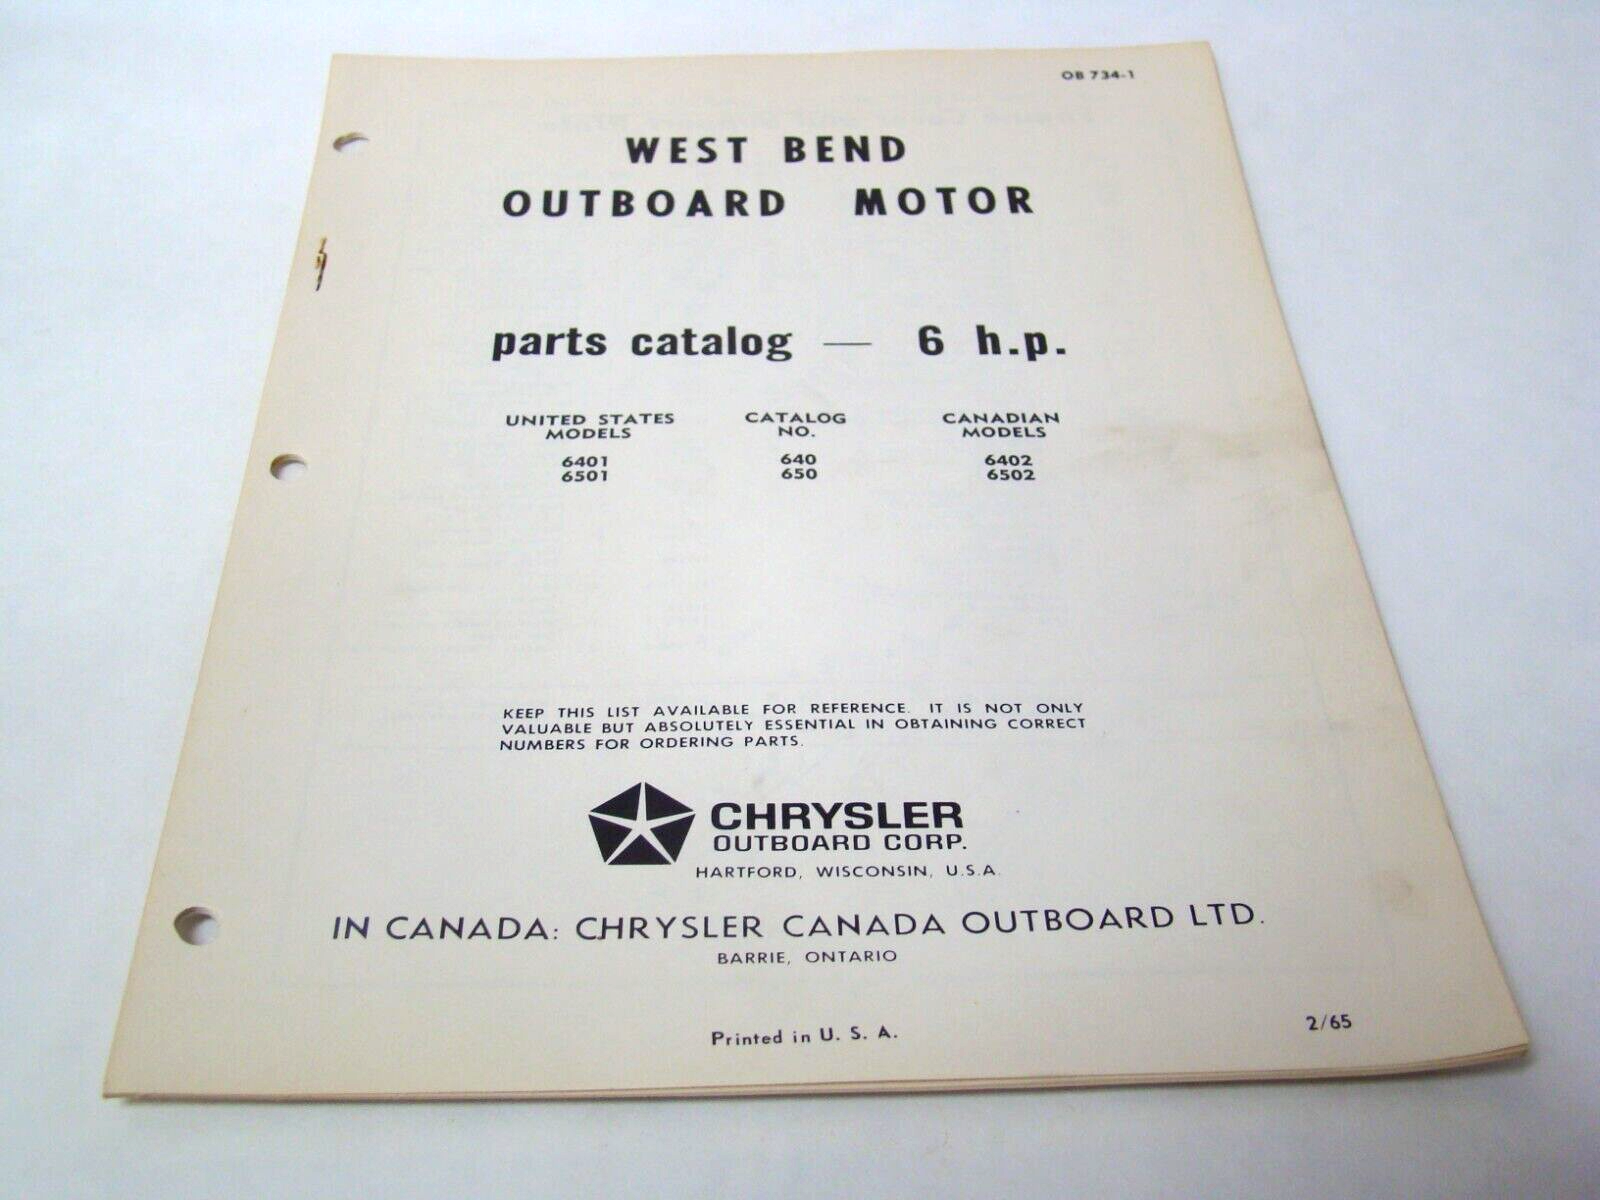 OB 734-1
WEST BEND
OUTBOARD MOTOR
parts catalog — 6 h.p.
UNITED STATES MODELS CATALOG NO. CANADIAN MODELS
6401 640 6402
6501 650 6502
KEEP THIS LIST AVAILABLE FOR REFERENCE. IT IS NOT ONLY
VALUABLE BUT ABSOLUTELY ESSENTIAL IN OBTAINING CORRECT
NUMBERS FOR ORDERING PARTS.
CHRYSLER
OUTBOARD CORP.
HARTFORD, WISCONSIN, U.S.A.
IN CANADA: CHRYSLER CANADA OUTBOARD LTD.
BARRIE, ONTARIO
Printed in U. S. A.
2/65